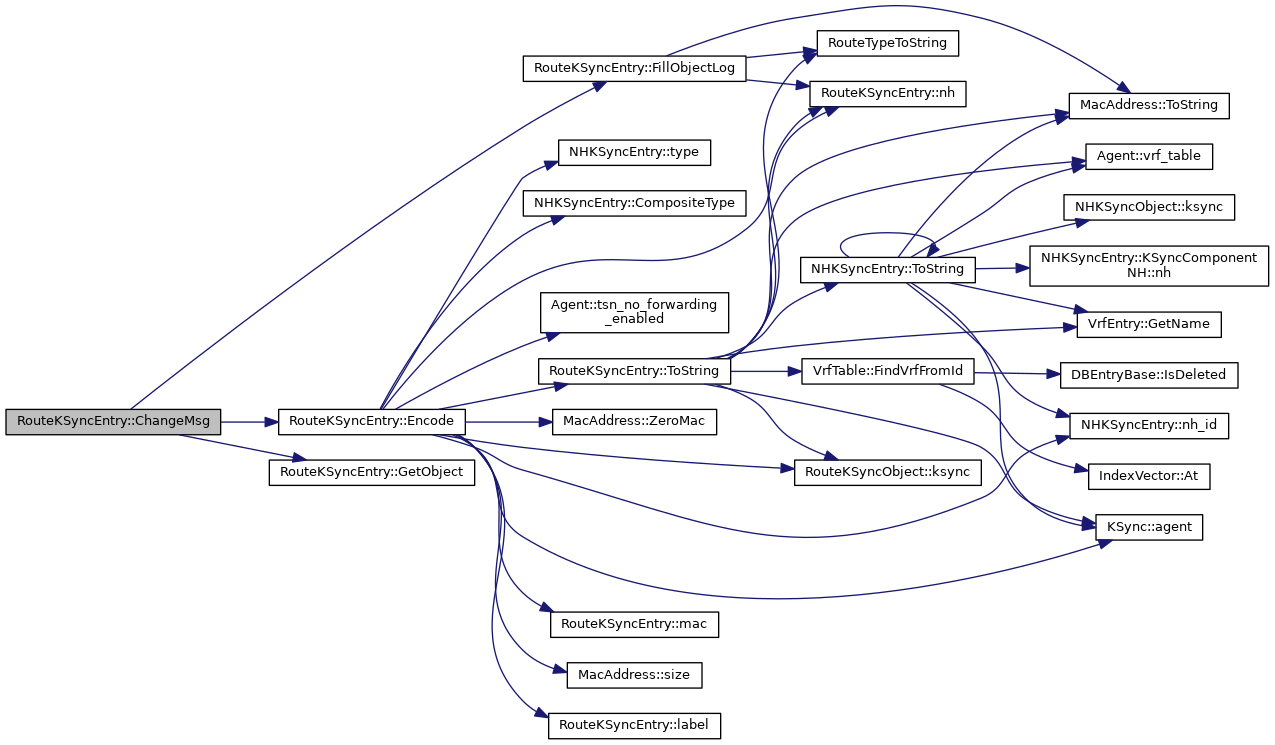 RouteKSyncEntry::ChangeMsg
RouteKSyncEntry::Encode
RouteKSyncEntry::GetObject
RouteKSyncEntry::FillObjectLog
NHKSyncEntry::type
NHKSyncEntry::CompositeType
Agent::tsn_no_forwarding
_enabled
RouteKSyncEntry::ToString
MacAddress::ZeroMac
RouteKSyncEntry::mac
MacAddress::size
RouteKSyncEntry::label
RouteTypeToString
RouteKSyncEntry::nh
NHKSyncEntry::ToString
VrfTable::FindVrfFromId
RouteKSyncObject::ksync
MacAddress::ToString
Agent::vrf_table
NHKSyncObject::ksync
NHKSyncEntry::KSyncComponent
NH::nh
VrfEntry::GetName
DBEntryBase::IsDeleted
NHKSyncEntry::nh_id
IndexVector::At
KSync::agent